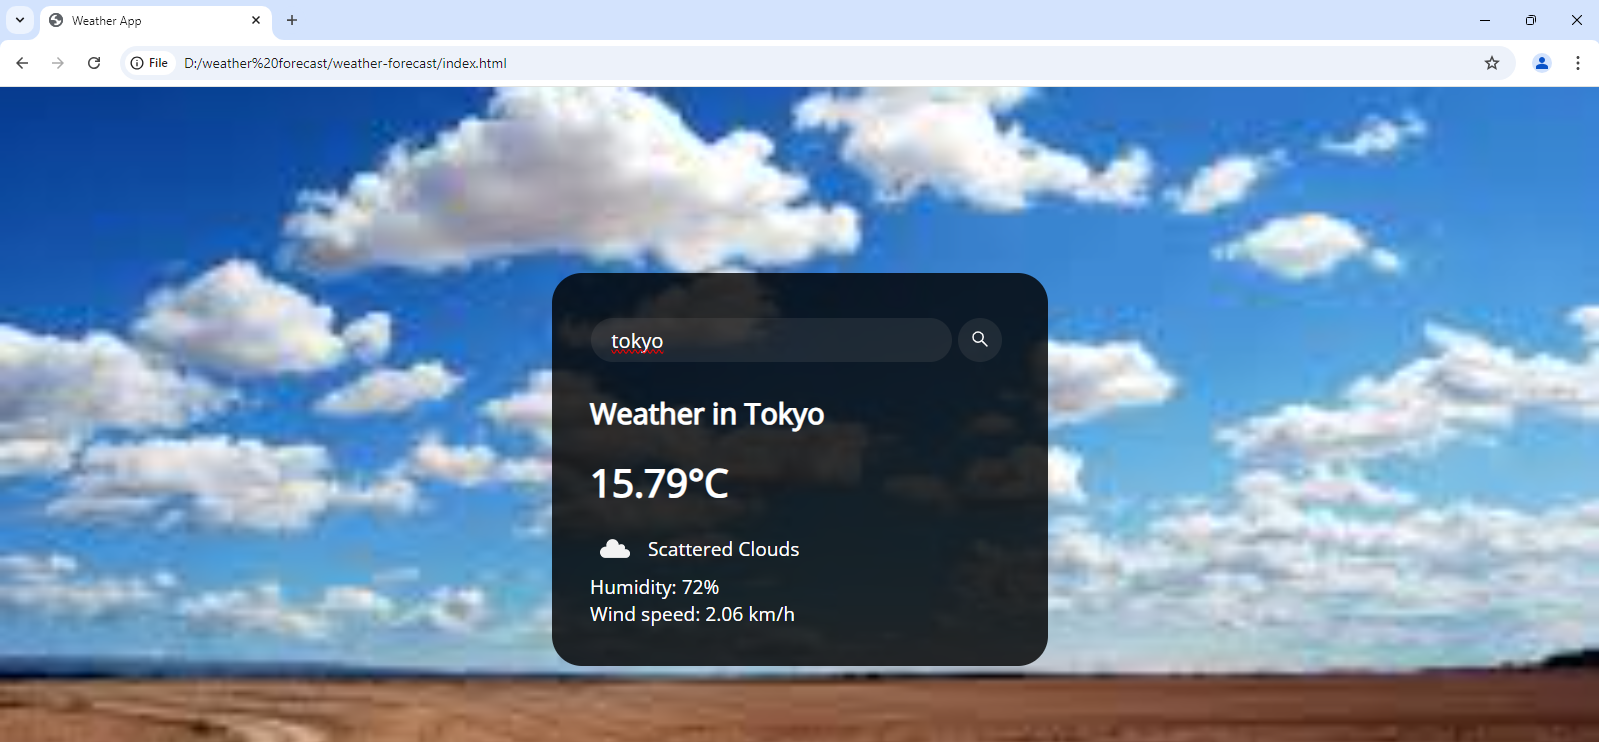 Weather App
File D:/weather%20forecast/weather-forecast/index.html
tokyo
Weather in Tokyo
15.79°C
Scattered Clouds
Humidity: 72%
Wind speed: 2.06 km/h